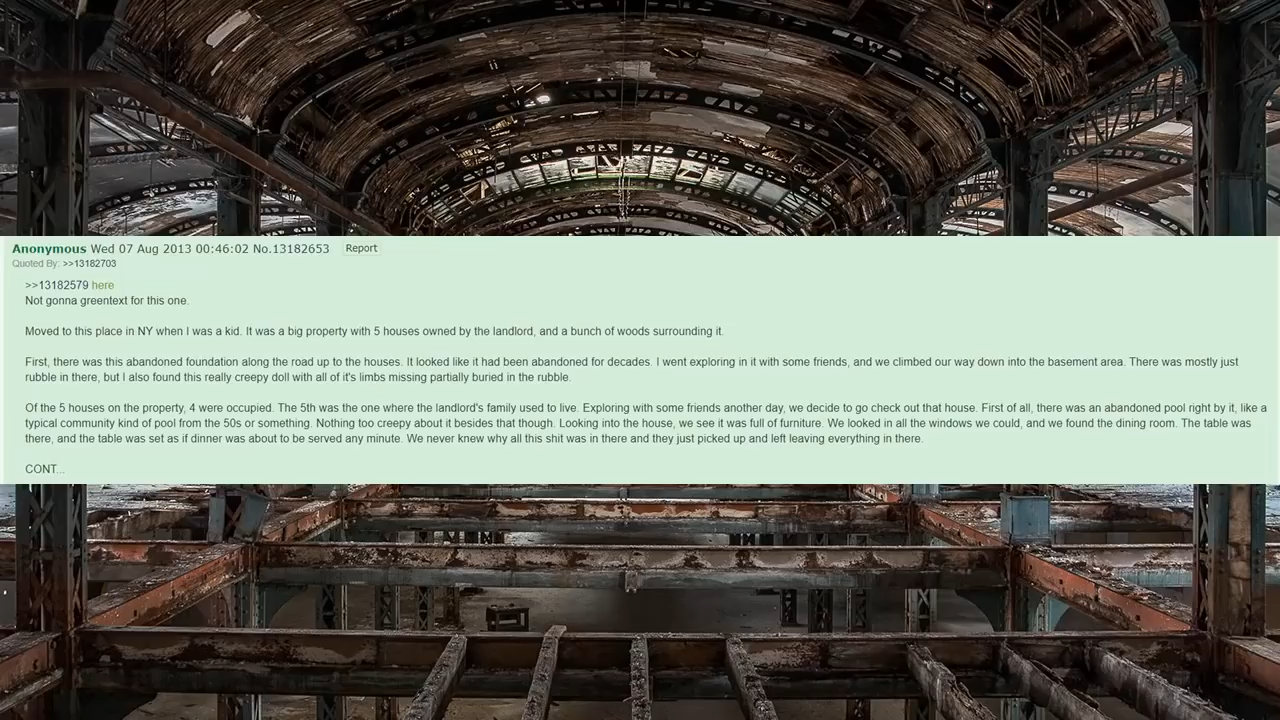 Anonymous Wed 07 Aug 2013 00:46:02 No.13182653 Report
Quoted By: >>13182703
>>13182579 here
Not gonna greentext for this one.
Moved to this place in NY when I was a kid. It was a big property with 5 houses owned by the landlord, and a bunch of woods surrounding it.
First, there was this abandoned foundation along the road up to the houses. It looked like it had been abandoned for decades. I went exploring in it with some friends, and we climbed our way down into the basement area. There was mostly just
rubble in there, but I also found this really creepy doll with all of it's limbs missing partially buried in the rubble.
Of the 5 houses on the property, 4 were occupied. The 5th was the one where the landlord's family used to live. Exploring with some friends another day, we decide to go check out that house. First of all, there was an abandoned pool right by it, like a
typical community kind of pool from the 50s or something. Nothing too creepy about it besides that though. Looking into the house, we see it was full of furniture. We looked in all the windows we could, and we found the dining room. The table was
there, and the table was set as if dinner was about to be served any minute. We never knew why all this shit was in there and they just picked up and left leaving everything in there.
CONT...